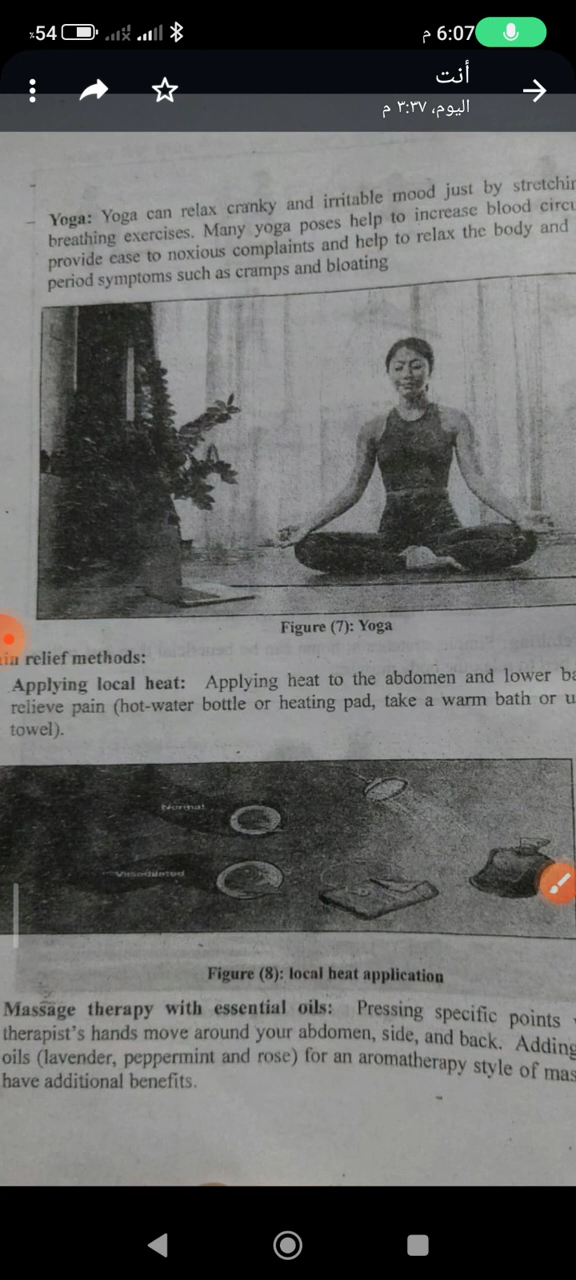 54٪
6:07 م
أنت
اليوم، ٣:٣٧ م
Yoga: Yoga can relax cranky and irritable mood just by stretchin
breathing exercises. Many yoga poses help to increase blood circu
provide ease to noxious complaints and help to relax the body and
period symptoms such as cramps and bloating
Figure (7): Yoga
in relief methods:
Applying local heat: Applying heat to the abdomen and lower ba
relieve pain (hot-water bottle or heating pad, take a warm bath or u
towel).
Normal
Vasodilated
Figure (8): local heat application
Massage therapy with essential oils: Pressing specific points
therapist's hands move around your abdomen, side, and back. Adding
oils (lavender, peppermint and rose) for an aromatherapy style of mas
have additional benefits.